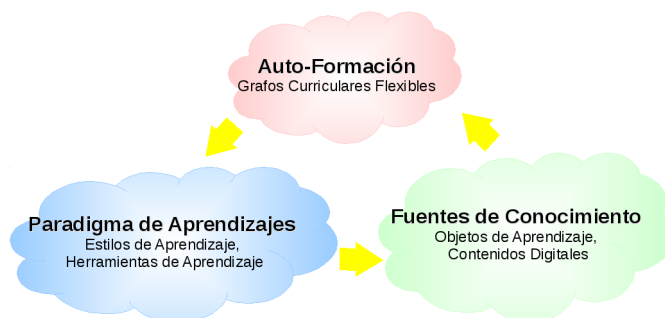 Auto-Formación
Grafos Curriculares Flexibles
Paradigma de Aprendizajes
Estilos de Aprendizaje,
Herramientas de Aprendizaje
Fuentes de Conocimiento
Objetos de Aprendizaje,
Contenidos Digitales